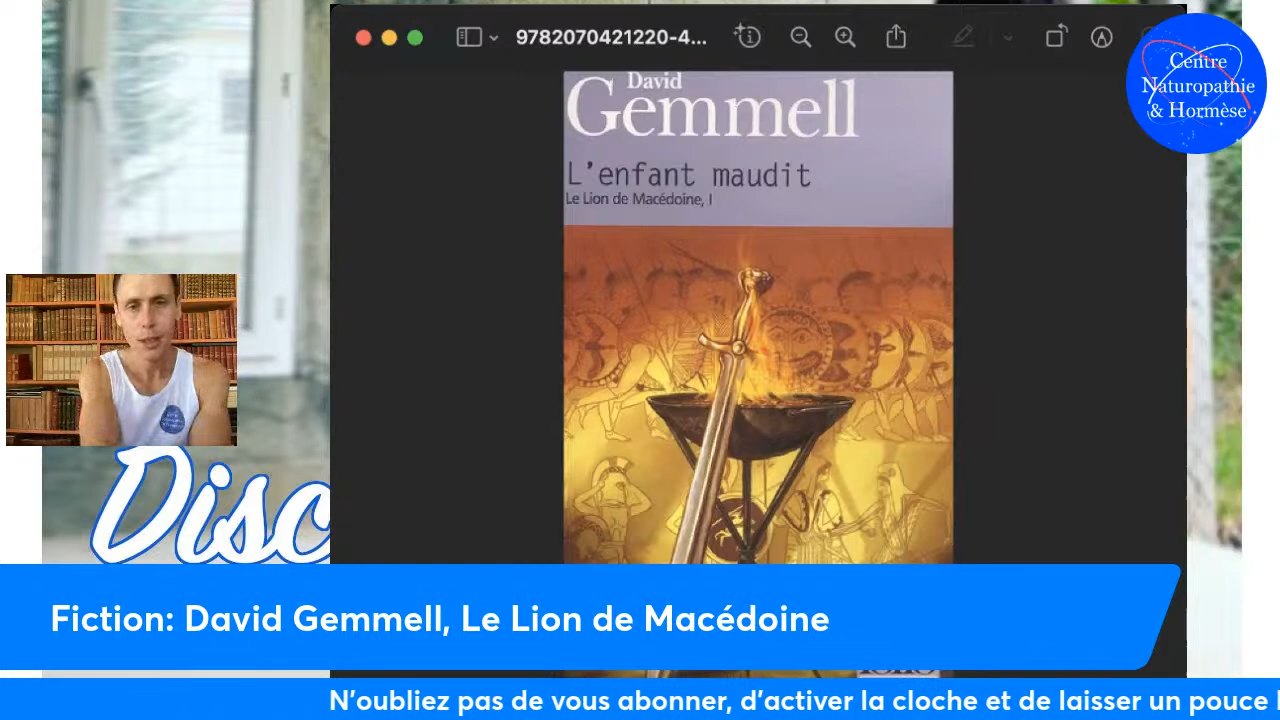 9782070421220-4...
Centre
Naturopathie
& Hormèse
David
Gemmell
L'enfant maudit
Le Lion de Macédoine, I
Disc
Fiction: David Gemmell, Le Lion de Macédoine
N'oubliez pas de vous abonner, d'activer la cloche et de laisser un pouce